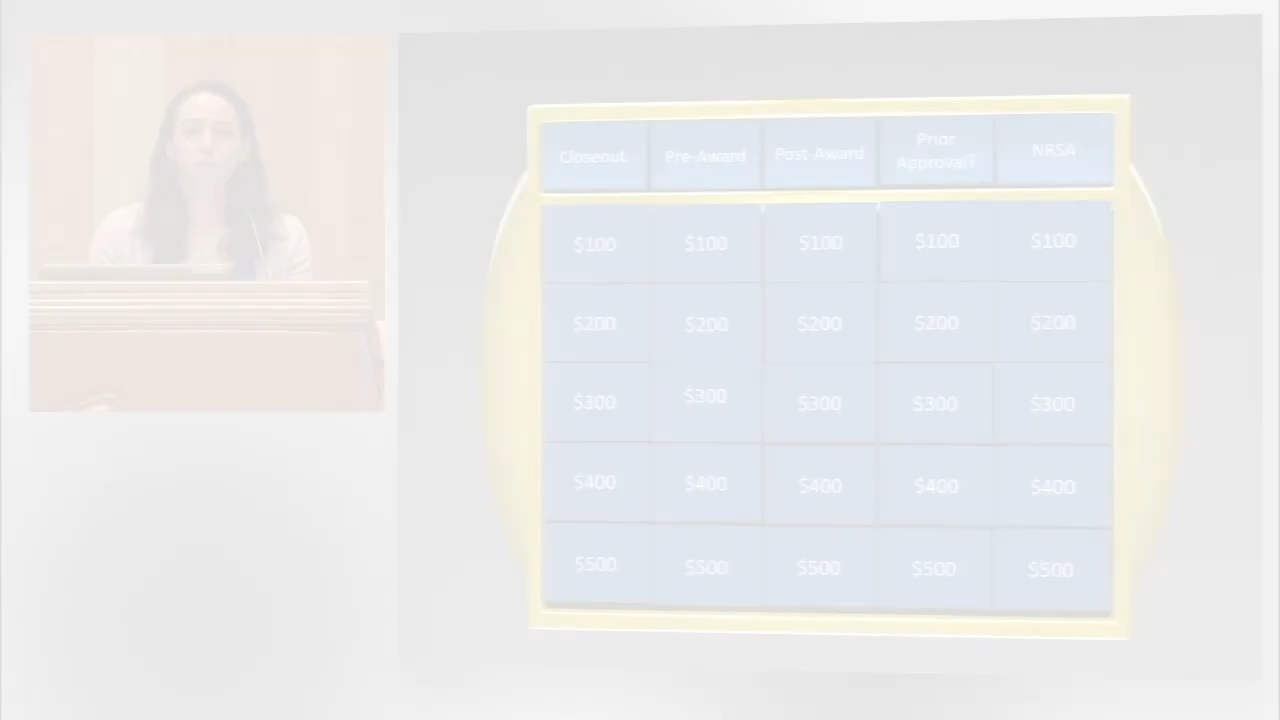 Closeout
Pre-Award
Post-Award
Prior
Approval?
NRSA
$100 $100 $100 $100 $100
$200 $200 $200 $200 $200
$300 $300 $300 $300 $300
$400 $400 $400 $400 $400
$500 $500 $500 $500 $500